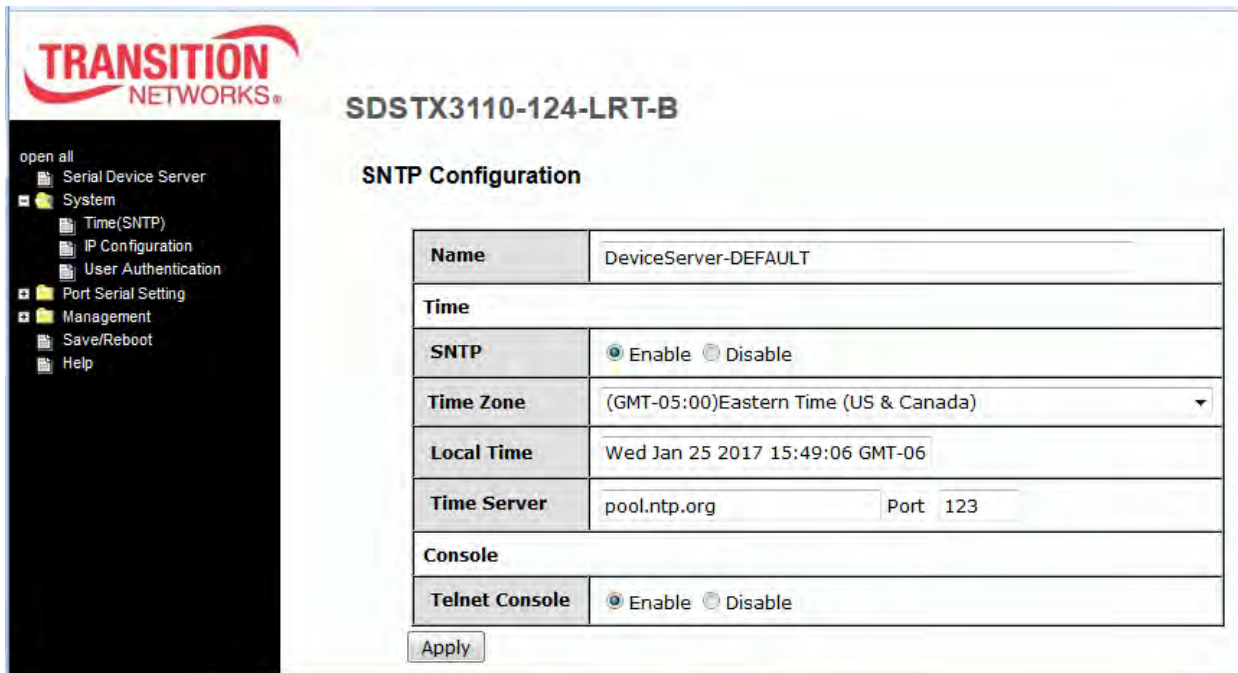 TRANSITION
NETWORKS®
SDSTX3110-124-LRT-B
open all
Serial Device Server
System
Time(SNTP)
IP Configuration
User Authentication
Port Serial Setting
Management
Save/Reboot
Help
SNTP Configuration
Name DeviceServer-DEFAULT
Time
SNTP Enable Disable
Time Zone (GMT-05:00)Eastern Time (US & Canada)
Local Time Wed Jan 25 2017 15:49:06 GMT-06
Time Server pool.ntp.org Port 123
Console
Telnet Console Enable Disable
Apply